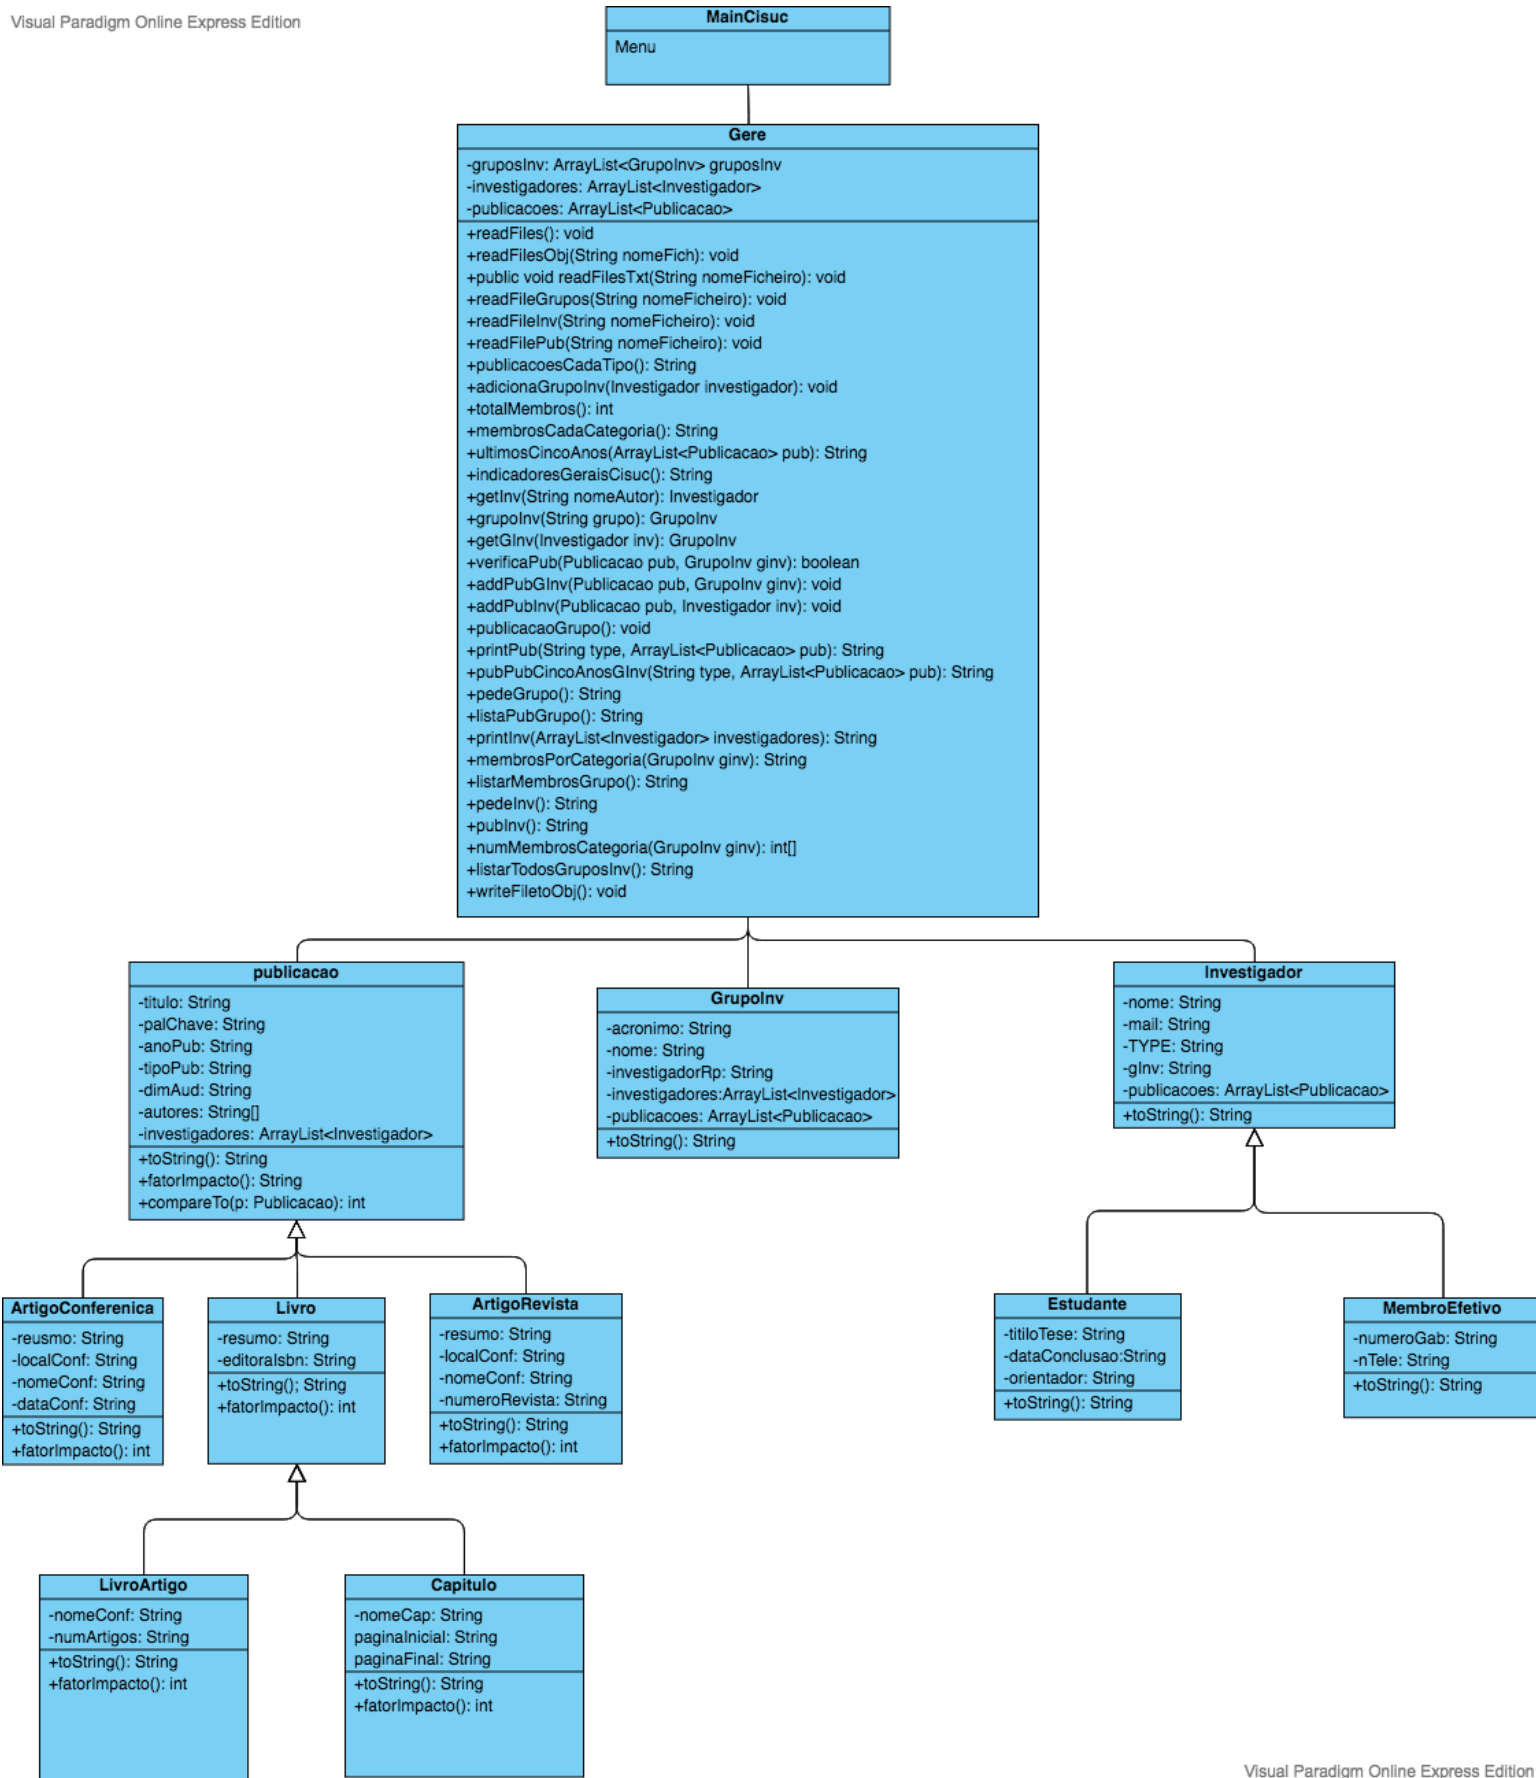 Visual Paradigm Online Express Edition
MainCisuc
Menu
Gere
-gruposInv: ArrayList<GrupoInv> gruposInv
-investigadores: ArrayList<Investigador>
-publicacoes: ArrayList<Publicacao>
+readFiles(): void
+readFilesObj(String nomeFich): void
+public void readFilesTxt(String nomeFicheiro): void
+readFileGrupos(String nomeFicheiro): void
+readFileInv(String nomeFicheiro): void
+readFilePub(String nomeFicheiro): void
+publicacoesCadaTipo(): String
+adicionaGrupoInv(Investigador investigador): void
+totalMembros(): int
+membrosCadaCategoria(): String
+ultimosCincoAnos(ArrayList<Publicacao> pub): String
+indicadoresGeraisCisuc(): String
+getInv(String nomeAutor): Investigador
+grupoInv(String grupo): GrupoInv
+getGInv(Investigador inv): GrupoInv
+verificaPub(Publicacao pub, GrupoInv ginv): boolean
+addPubGInv(Publicacao pub, GrupoInv ginv): void
+addPubInv(Publicacao pub, Investigador inv): void
+publicacaoGrupo(): void
+printPub(String type, ArrayList<Publicacao> pub): String
+pubPubCincoAnosGInv(String type, ArrayList<Publicacao> pub): String
+pedeGrupo(): String
+listaPubGrupo(): String
+printInv(ArrayList<Investigador> investigadores): String
+membrosPorCategoria(GrupoInv ginv): String
+listarMembrosGrupo(): String
+pedeInv(): String
+pubInv(): String
+numMembrosCategoria(GrupoInv ginv): int[]
+listarTodosGruposInv(): String
+writeFiletoObj(): void
publicacao
-titulo: String
-palChave: String
-anoPub: String
-tipoPub: String
-dimAud: String
-autores: String[]
-investigadores: ArrayList<Investigador>
+toString(): String
+fatorImpacto(): String
+compareTo(p: Publicacao): int
GrupoInv
-acronimo: String
-nome: String
-investigadorRp: String
-investigadores:ArrayList<Investigador>
-publicacoes: ArrayList<Publicacao>
+toString(): String
Investigador
-nome: String
-mail: String
-TYPE: String
-gInv: String
-publicacoes: ArrayList<Publicacao>
+toString(): String
ArtigoConferenica
-reusmo: String
-localConf: String
-nomeConf: String
-dataConf: String
+toString(): String
+fatorImpacto(): int
Livro
-resumo: String
-editoraIsbn: String
+toString(); String
+fatorImpacto(): int
ArtigoRevista
-resumo: String
-localConf: String
-nomeConf: String
-numeroRevista: String
+toString(): String
+fatorImpacto(): int
Estudante
-titiloTese: String
-dataConclusao:String
-orientador: String
+toString(): String
MembroEfetivo
-numeroGab: String
-nTele: String
+toString(): String
LivroArtigo
-nomeConf: String
-numArtigos: String
+toString(): String
+fatorImpacto(): int
Capitulo
-nomeCap: String
paginaInicial: String
paginaFinal: String
+toString(): String
+fatorImpacto(): int
Visual Paradigm Online Express Edition